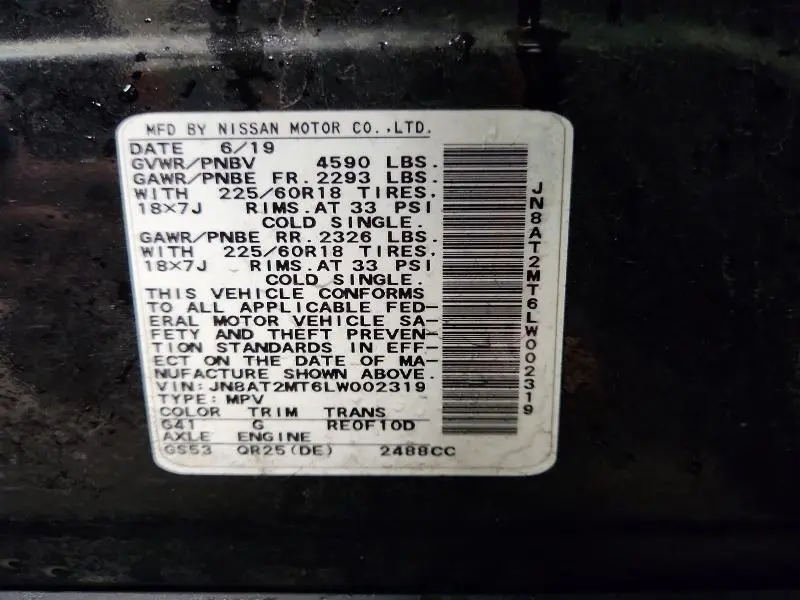 MFD BY NISSAN MOTOR CO.,LTD.
DATE 6/19
GVWR/PNBV 4590 LBS.
GAWR/PNBE FR.2293 LBS.
WITH 225/60R18 TIRES.
18×7J RIMS.AT 33 PSI
COLD SINGLE.
GAWR/PNBE RR.2326 LBS.
WITH 225/60R18 TIRES.
18×7J RIMS.AT 33 PSI
COLD SINGLE.
THIS VEHICLE CONFORMS
TO ALL APPLICABLE FED-
ERAL MOTOR VEHICLE SA-
FETY AND THEFT PREVEN-
TION STANDARDS IN EFF-
ECT ON THE DATE OF MA-
NUFACTURE SHOWN ABOVE.
VIN:JN8AT2MT6LW002319
TYPE:MPV
COLOR TRIM TRANS
G41 G RE0F10D
AXLE ENGINE
GS53 QR25(DE) 2488CC
JN8AT2MT6LW002319